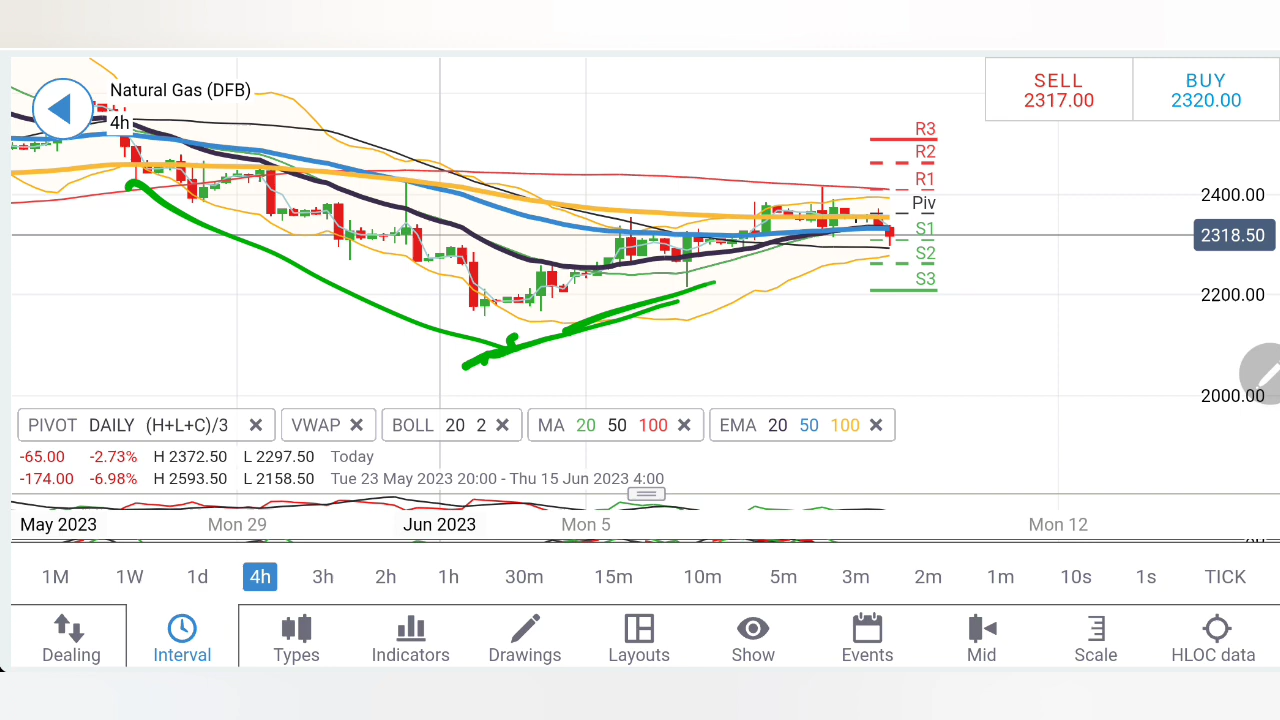 Natural Gas (DFB)
4h
SELL
2317.00
BUY
2320.00
R3
R2
R1
Piv
S1
S2
S3
2400.00
2318.50
2200.00
2000.00
PIVOT DAILY (H+L+C)/3
VWAP
BOLL 20 2
MA 20 50 100
EMA 20 50 100
-65.00 -2.73% H 2372.50 L 2297.50 Today
-174.00 -6.98% H 2593.50 L 2158.50 Tue 23 May 2023 20:00 - Thu 15 Jun 2023 4:00
May 2023 Mon 29 Jun 2023 Mon 5 Mon 12
1M 1W 1d 4h 3h 2h 1h 30m 15m 10m 5m 3m 2m 1m 10s 1s TICK
Dealing Interval Types Indicators Drawings Layouts Show Events Mid Scale HLOC data